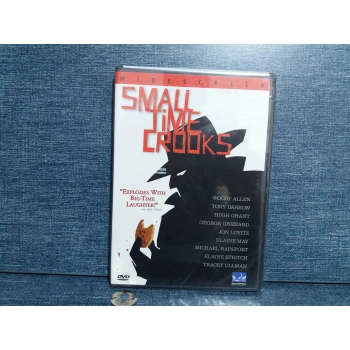 WIDESCREEN
SMALL
TIME
CROOKS
"EXPLODES WITH
BIG-TIME
LAUGHTER!"
WOODY ALLEN
TONY DARROW
HUGH GRANT
GEORGE GRIZZARD
JON LOVITZ
ELAINE MAY
MICHAEL RAPAPORT
ELAINE STRITCH
TRACEY ULLMAN
DVD